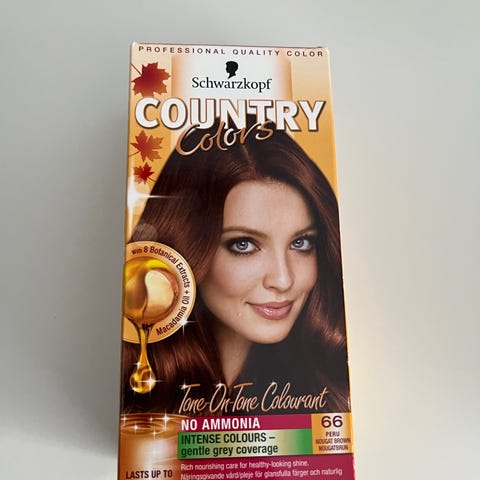 PROFESSIONAL QUALITY COLOR
Schwarzkopf
COUNTRY
Colors
With 8 Botanical Extracts + Macadamia Oil +
Tone-On-Tone Colourant
NO AMMONIA
INTENSE COLOURS –
gentle grey coverage
66
PERU
NOUGAT BROWN
NOUGATBRUN
LASTS UP TO
Rich nourishing care for healthy-looking shine.
Näringsgivande vård/pleje för glansfulla färger och naturlig